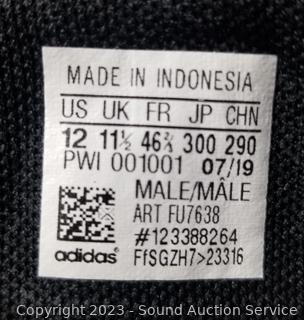 MADE IN INDONESIA
US UK FR JP CHN
12 11½ 46⅔ 300 290
PWI 001001 07/19
MALE/MÂLE
ART FU7638
#123388264
adidas® FfSGZH7>23316
Copyright 2023 - Sound Auction Service